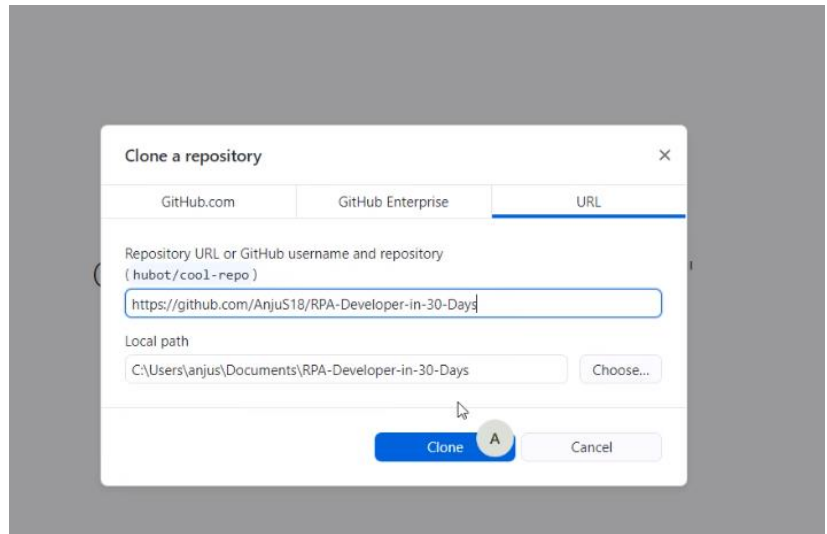 Clone a repository
GitHub.com GitHub Enterprise URL
Repository URL or GitHub username and repository
(hubot/cool-repo)
https://github.com/AnjuS18/RPA-Developer-in-30-Days
Local path
C:\Users\anjus\Documents\RPA-Developer-in-30-Days Choose...
Clone A Cancel